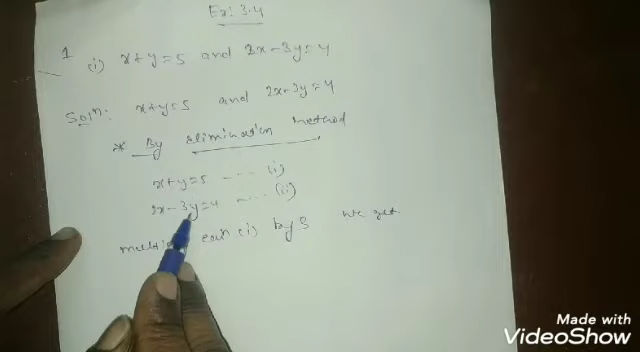 Ex: 3.4
1 (i) x+y=5 and 2x-3y=4
Solⁿ: x+y=5 and 2x-3y=4
* By elimination method
x+y=5 --- (i)
2x-3y=4 --- (ii)
eqn (i) by 3 we get
Made with
VideoShow